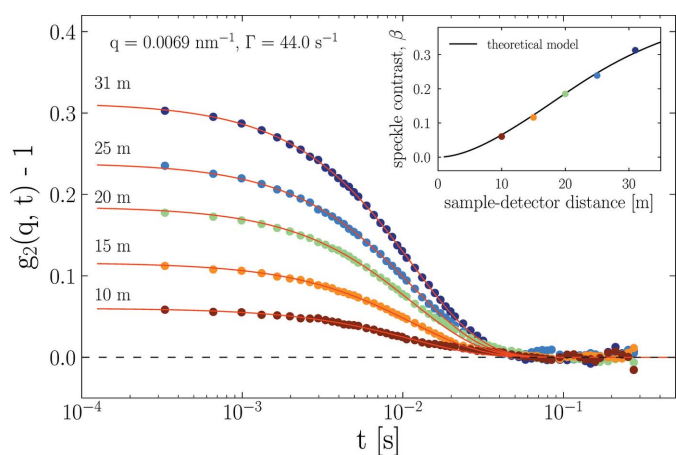 q = 0.0069 nm⁻¹, Γ = 44.0 s⁻¹
31 m
25 m
20 m
15 m
10 m
g₂(q, t) - 1
0.4
0.3
0.2
0.1
0.0
10⁻⁴
10⁻³
10⁻²
10⁻¹
t [s]
speckle contrast, β
0.3
0.2
0.1
0.0
theoretical model
0
10
20
30
sample-detector distance [m]